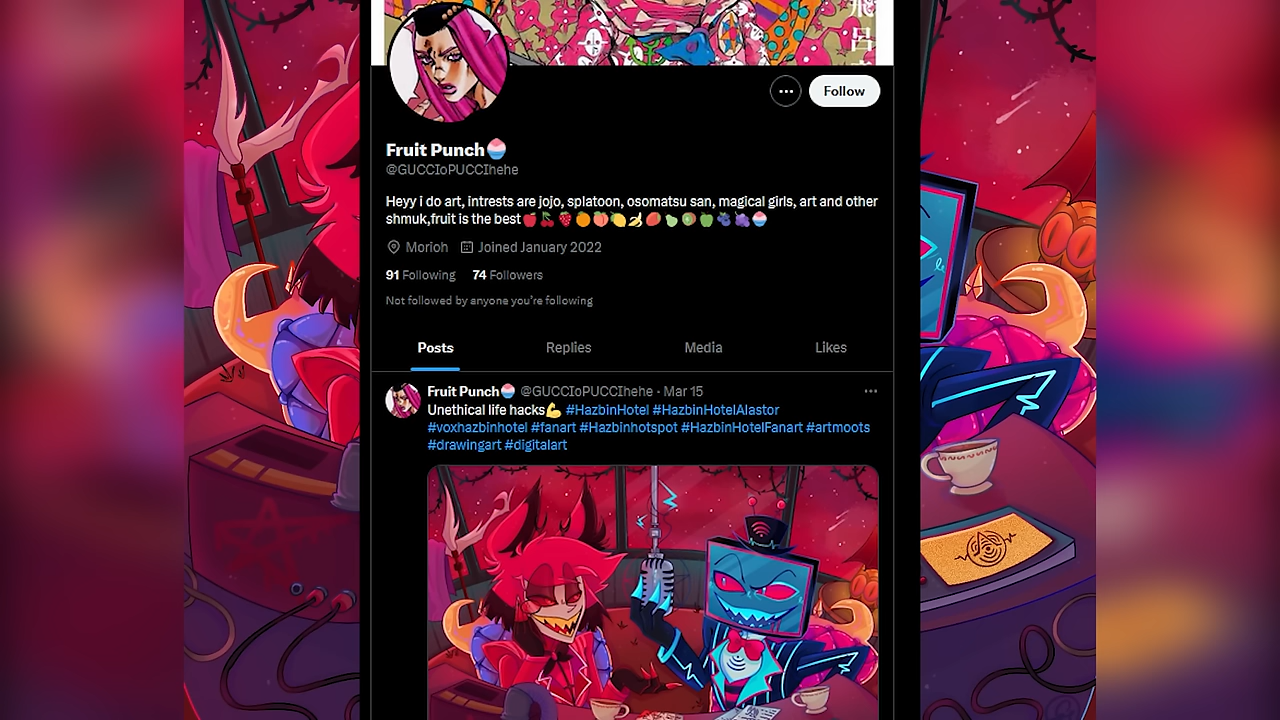 Follow
Fruit Punch🍧
@GUCCIoPUCCIhehe
Heyy i do art, intrests are jojo, splatoon, osomatsu san, magical girls, art and other
shmuk,fruit is the best🍎🍒🍓🍊🍑🍋🍌🥭🍈🥝🍏🫐🍇🍧
Morioh Joined January 2022
91 Following 74 Followers
Not followed by anyone you're following
Posts Replies Media Likes
Fruit Punch🍧 @GUCCIoPUCCIhehe · Mar 15
Unethical life hacks💪 #HazbinHotel #HazbinHotelAlastor
#voxhazbinhotel #fanart #Hazbinhotspot #HazbinHotelFanart #artmoots
#drawingart #digitalart